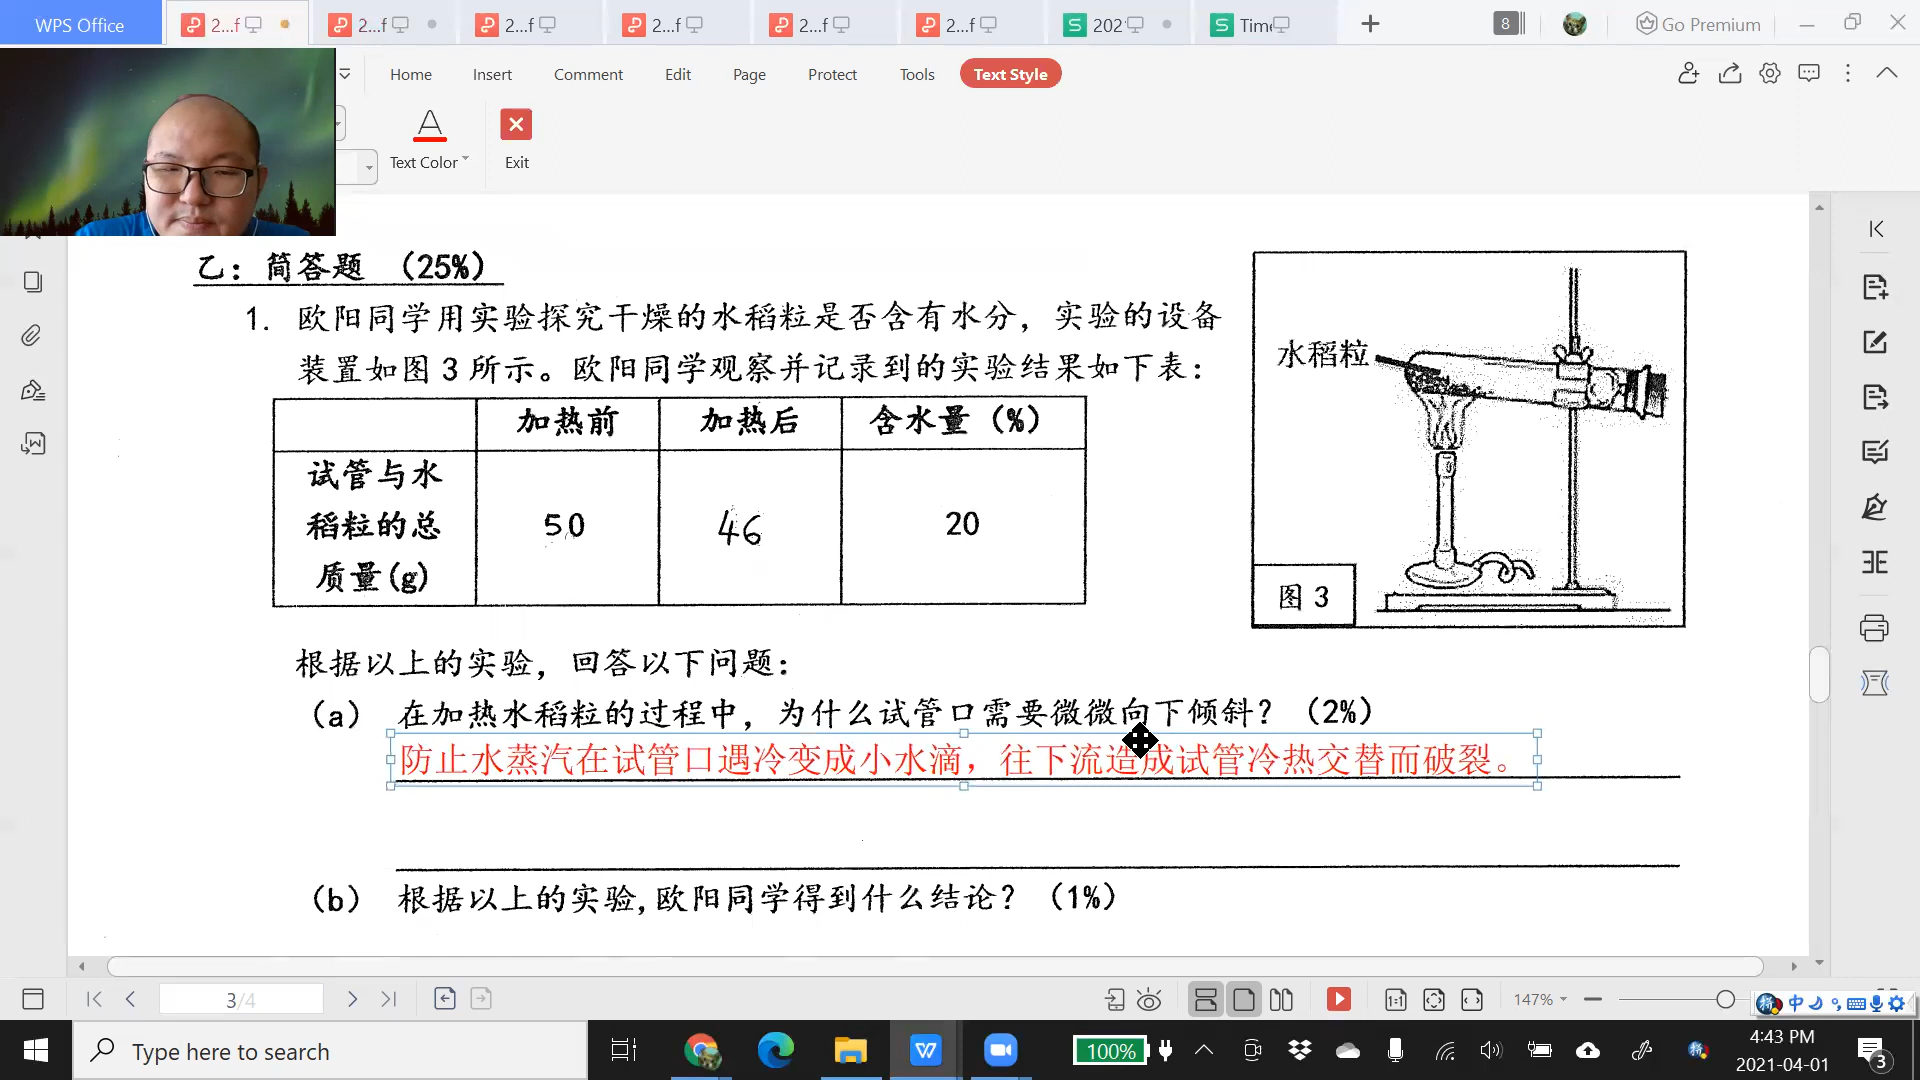 WPS Office
2...f
2...f
2...f
2...f
2...f
2...f
202
Time
8
Go Premium
Home
Insert
Comment
Edit
Page
Protect
Tools
Text Style
Text Color
Exit
乙：简答题 （25%）
1. 欧阳同学用实验探究干燥的水稻粒是否含有水分，实验的设备
装置如图 3 所示。欧阳同学观察并记录到的实验结果如下表：
加热前
加热后
含水量（%）
试管与水
稻粒的总
质量(g)
50
46
20
水稻粒
图 3
根据以上的实验，回答以下问题：
（a） 在加热水稻粒的过程中，为什么试管口需要微微向下倾斜？（2%）
防止水蒸汽在试管口遇冷变成小水滴，往下流造成试管冷热交替而破裂。
（b） 根据以上的实验,欧阳同学得到什么结论？（1%）
3/4
1:1
147%
中
Type here to search
100%
4:43 PM
2021-04-01
3